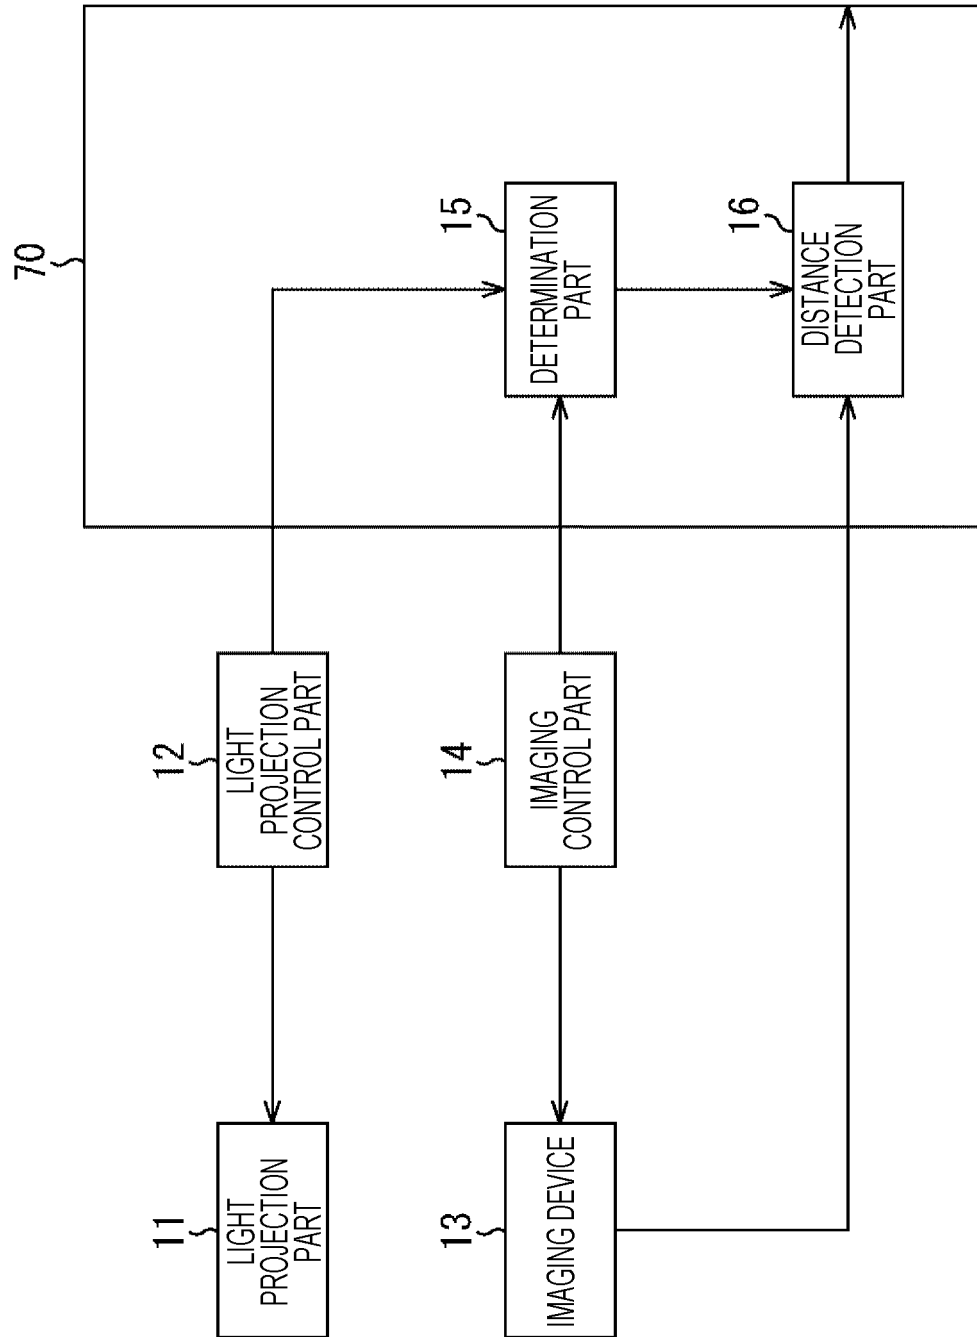 70
11
LIGHT
PROJECTION
PART
12
LIGHT
PROJECTION
CONTROL PART
13
IMAGING DEVICE
14
IMAGING
CONTROL PART
15
DETERMINATION
PART
16
DISTANCE
DETECTION
PART